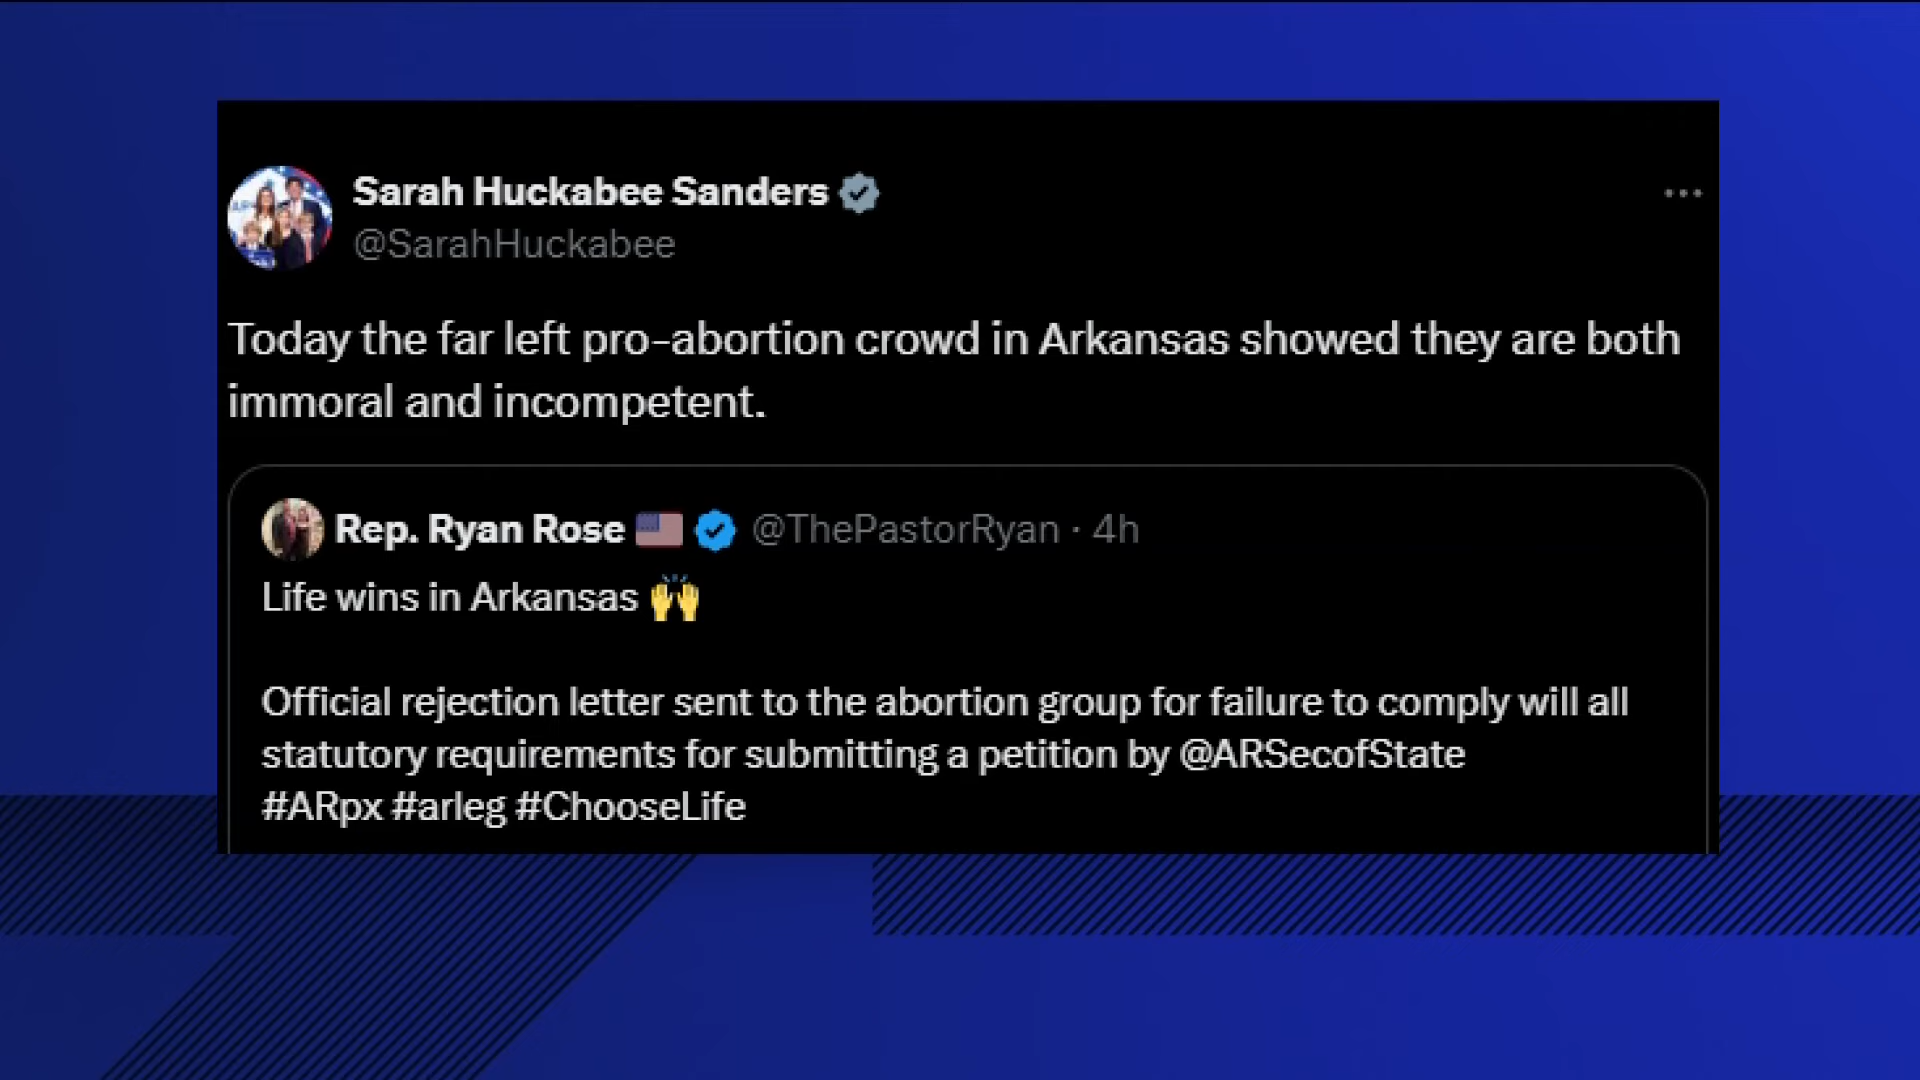 Sarah Huckabee Sanders
@SarahHuckabee
Today the far left pro-abortion crowd in Arkansas showed they are both
immoral and incompetent.
Rep. Ryan Rose 🇺🇸 @ThePastorRyan · 4h
Life wins in Arkansas 🙌
Official rejection letter sent to the abortion group for failure to comply will all
statutory requirements for submitting a petition by @ARSecofState
#ARpx #arleg #ChooseLife